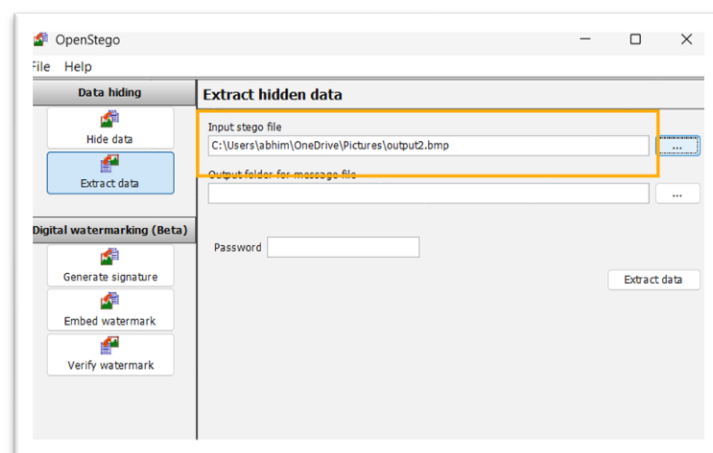 OpenStego
File Help
Data hiding
Hide data
Extract data
Digital watermarking (Beta)
Generate signature
Embed watermark
Verify watermark
Extract hidden data
Input stego file
C:\Users\abhim\OneDrive\Pictures\output2.bmp
...
Output folder for message file
...
Password
Extract data